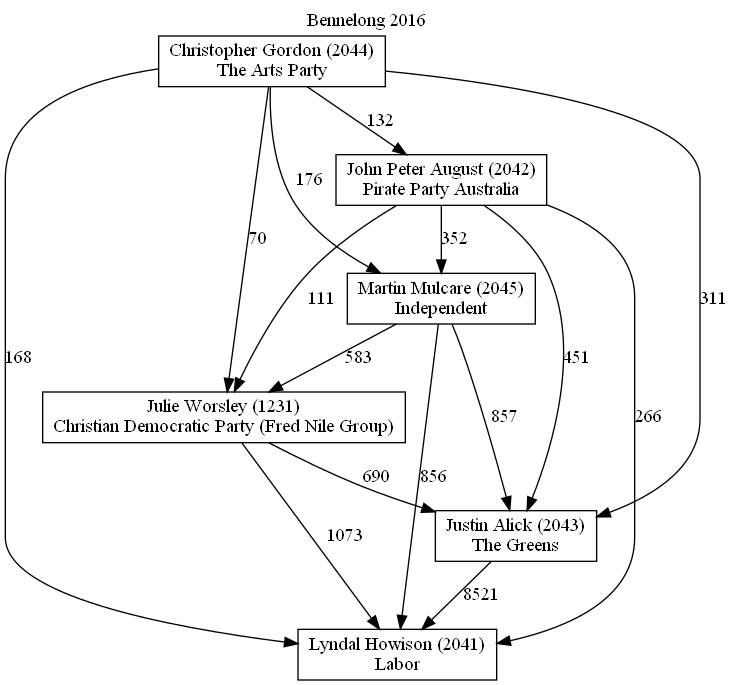 Bennelong 2016
Christopher Gordon (2044)
The Arts Party
132
John Peter August (2042)
Pirate Party Australia
176
70
352
111
Martin Mulcare (2045)
Independent
311
168
583
451
Julie Worsley (1231)
Christian Democratic Party (Fred Nile Group)
857
266
690
856
1073
Justin Alick (2043)
The Greens
8521
Lyndal Howison (2041)
Labor